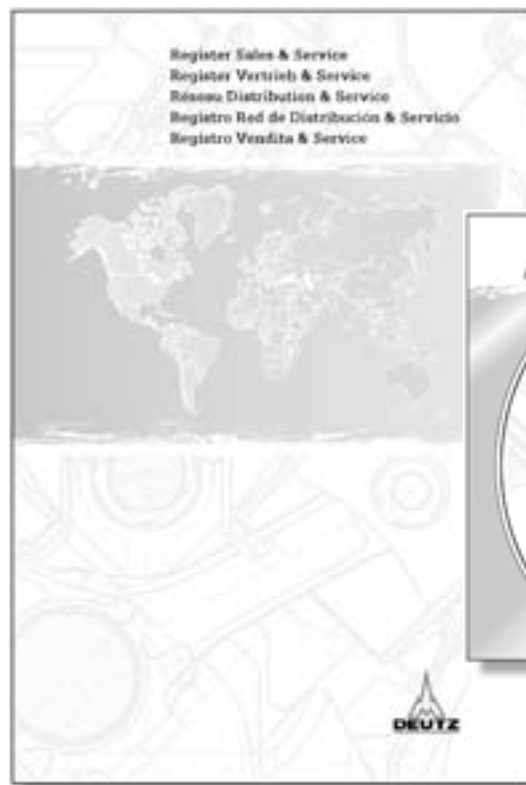 Register Sales & Service
Register Vertrieb & Service
Réseau Distribution & Service
Registro Red de Distribución & Servicio
Registro Vendita & Service
DEUTZ